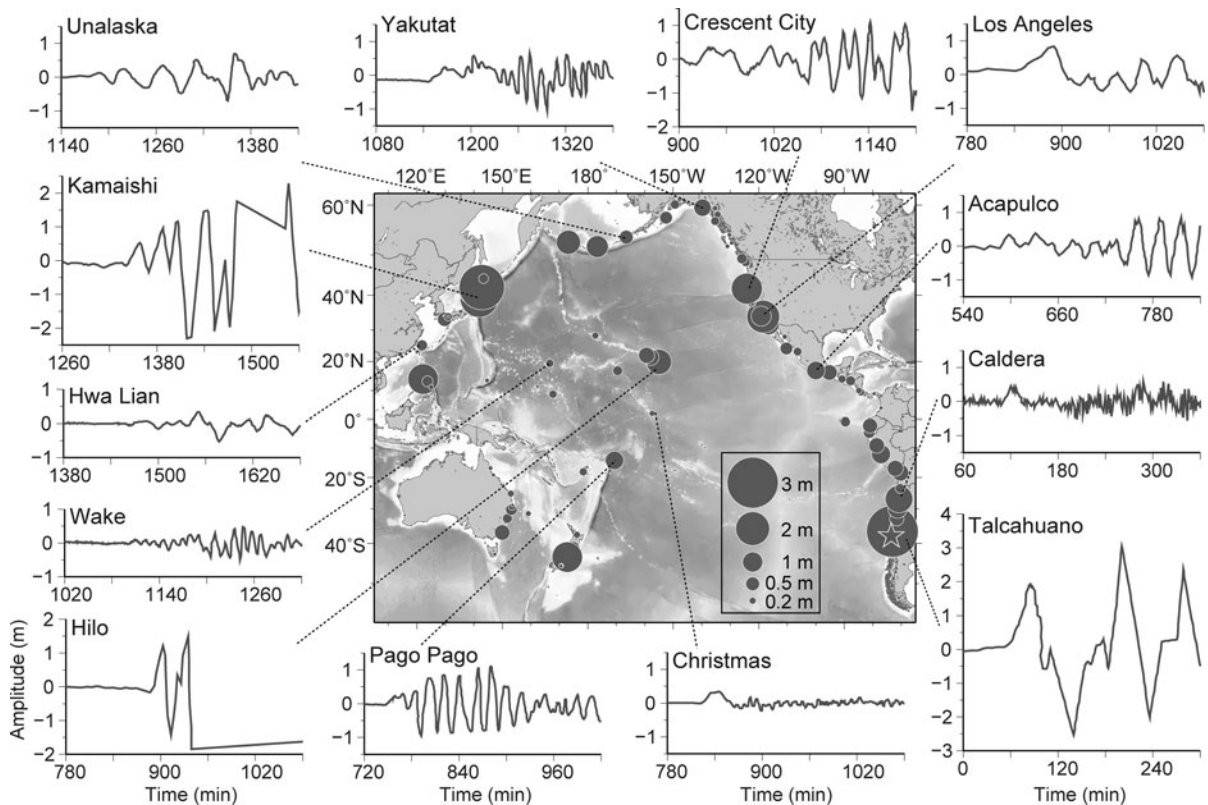 Unalaska
1
0
−1
1140 1260 1380
Yakutat
1
0
−1
1080 1200 1320
Crescent City
1
0
−1
−2
900 1020 1140
Los Angeles
1
0
−1
780 900 1020
Kamaishi
2
1
0
−1
−2
1260 1380 1500
120°E 150°E 180° 150°W 120°W 90°W
60°N
40°N
20°N
0°
20°S
40°S
3 m
2 m
1 m
0.5 m
0.2 m
Acapulco
1
0
−1
540 660 780
Hwa Lian
1
0
−1
1380 1500 1620
Caldera
1
0
−1
60 180 300
Wake
1
0
−1
1020 1140 1260
Talcahuano
4
3
2
1
0
−1
−2
−3
0 120 240
Time (min)
Hilo
Amplitude (m)
2
1
0
−1
−2
780 900 1020
Time (min)
Pago Pago
1
0
−1
720 840 960
Time (min)
Christmas
1
0
−1
780 900 1020
Time (min)